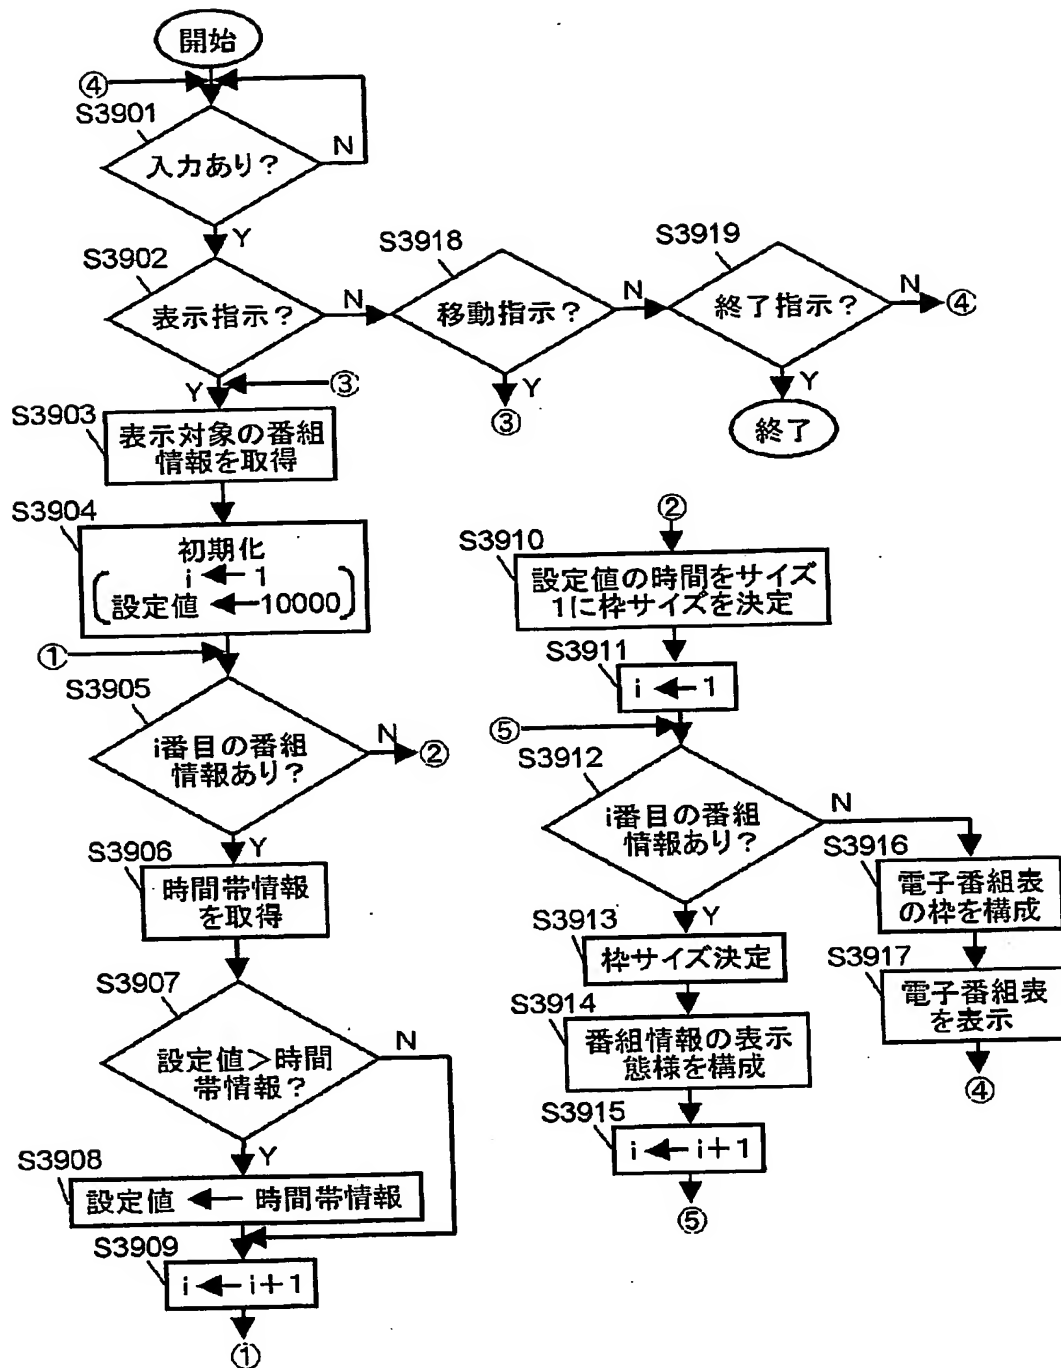 開始
④
S3901
入力あり？
N
Y
S3902
表示指示？
N
S3918
移動指示？
N
S3919
終了指示？
N
④
Y
③
Y
③
Y
終了
S3903
表示対象の番組
情報を取得
S3904
初期化
i ← 1
設定値 ← 10000
①
S3905
i番目の番組
情報あり？
N
②
Y
S3906
時間帯情報
を取得
S3907
設定値＞時間
帯情報？
N
Y
S3908
設定値 ← 時間帯情報
S3909
i ← i+1
①
②
S3910
設定値の時間をサイズ
1に枠サイズを決定
S3911
i ← 1
⑤
S3912
i番目の番組
情報あり？
N
Y
S3913
枠サイズ決定
S3914
番組情報の表示
態様を構成
S3915
i ← i+1
⑤
S3916
電子番組表
の枠を構成
S3917
電子番組表
を表示
④